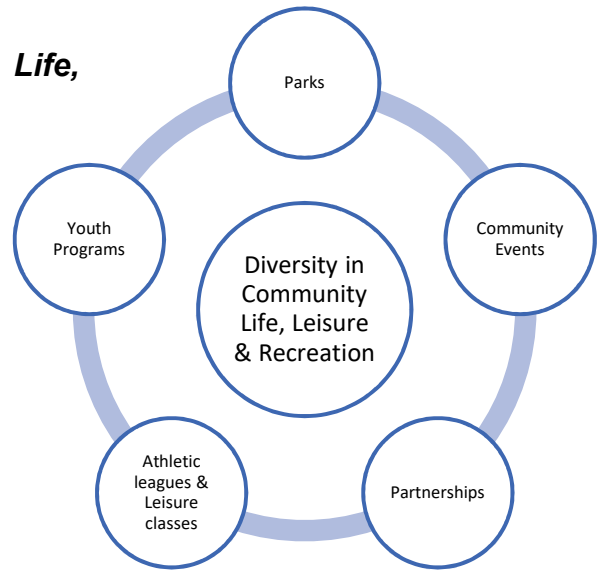 Life,
Parks
Youth
Programs
Community
Events
Diversity in
Community
Life, Leisure
& Recreation
Athletic
leagues &
Leisure
classes
Partnerships